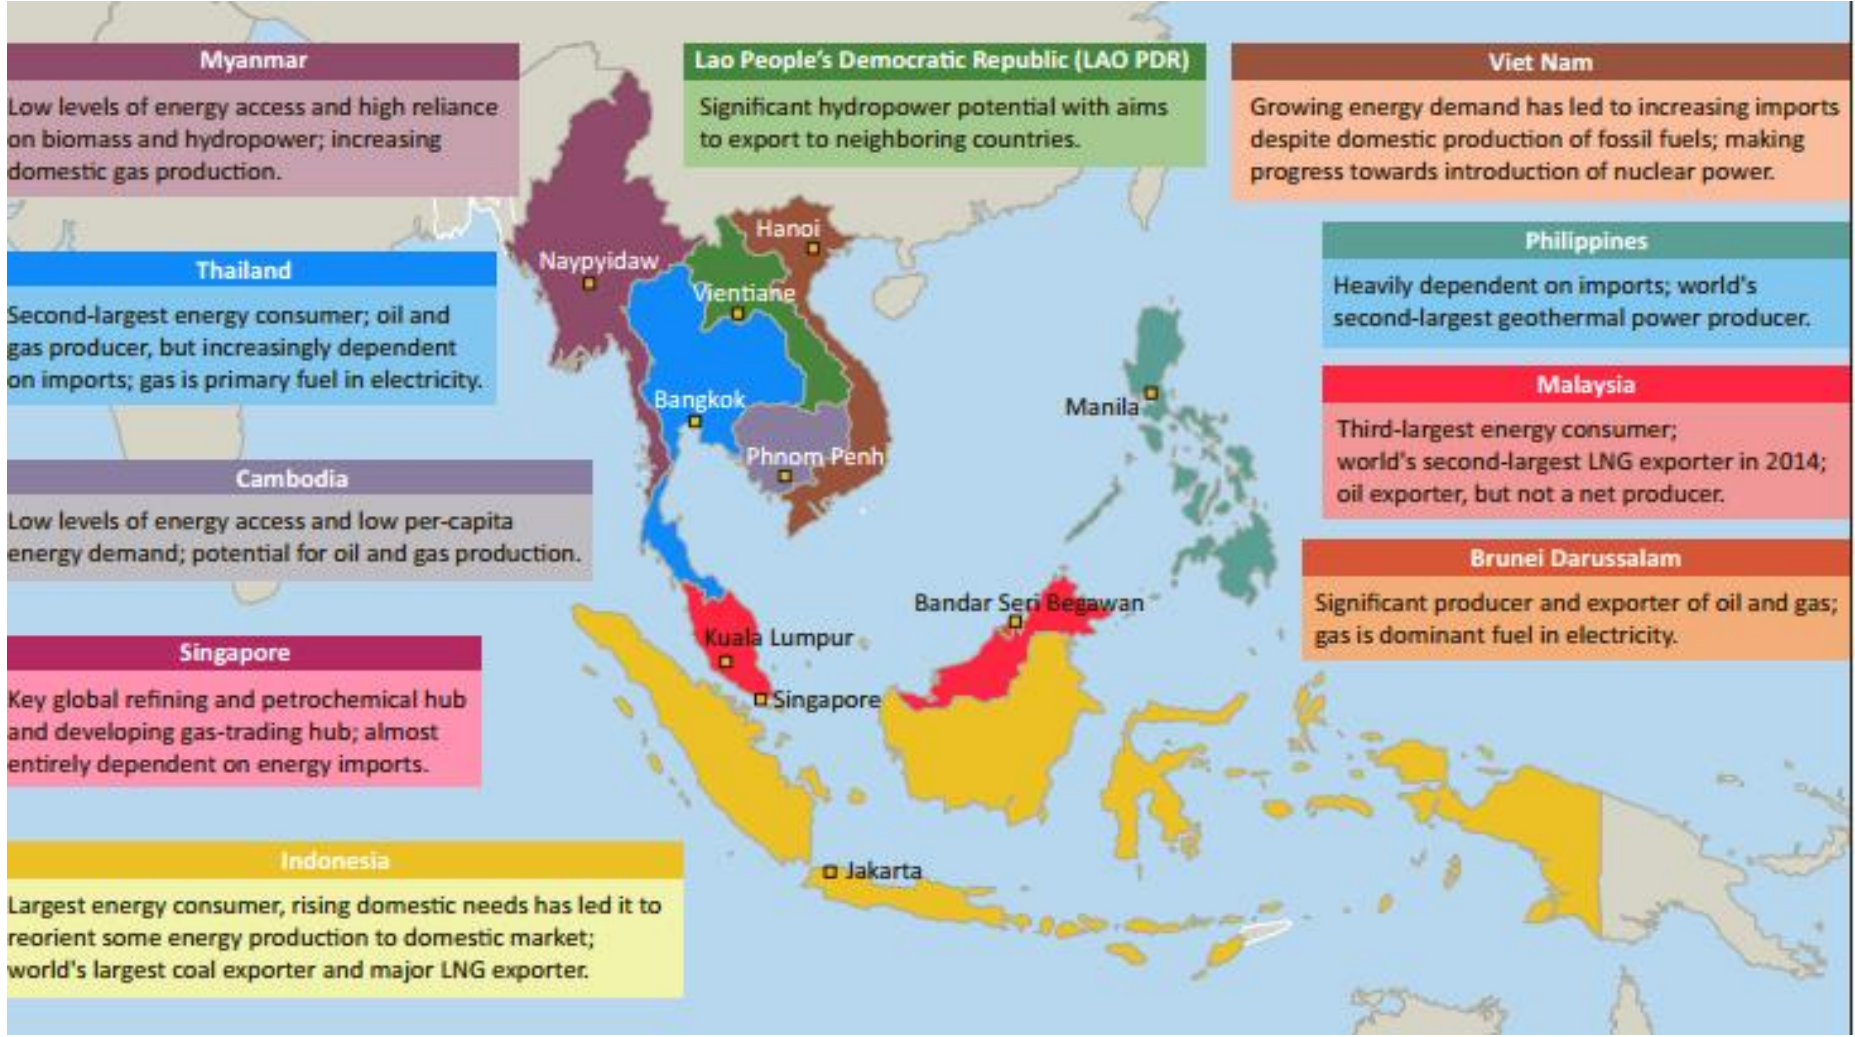 Myanmar
Low levels of energy access and high reliance
on biomass and hydropower; increasing
domestic gas production.
Lao People's Democratic Republic (LAO PDR)
Significant hydropower potential with aims
to export to neighboring countries.
Viet Nam
Growing energy demand has led to increasing imports
despite domestic production of fossil fuels; making
progress towards introduction of nuclear power.
Thailand
Second-largest energy consumer; oil and
gas producer, but increasingly dependent
on imports; gas is primary fuel in electricity.
Philippines
Heavily dependent on imports; world's
second-largest geothermal power producer.
Malaysia
Third-largest energy consumer;
world's second-largest LNG exporter in 2014;
oil exporter, but not a net producer.
Cambodia
Low levels of energy access and low per-capita
energy demand; potential for oil and gas production.
Brunei Darussalam
Significant producer and exporter of oil and gas;
gas is dominant fuel in electricity.
Singapore
Key global refining and petrochemical hub
and developing gas-trading hub; almost
entirely dependent on energy imports.
Indonesia
Largest energy consumer, rising domestic needs has led it to
reorient some energy production to domestic market;
world's largest coal exporter and major LNG exporter.
Hanoi
Naypyidaw
Vientiane
Bangkok
Manila
Phnom Penh
Bandar Seri Begawan
Kuala Lumpur
Singapore
Jakarta